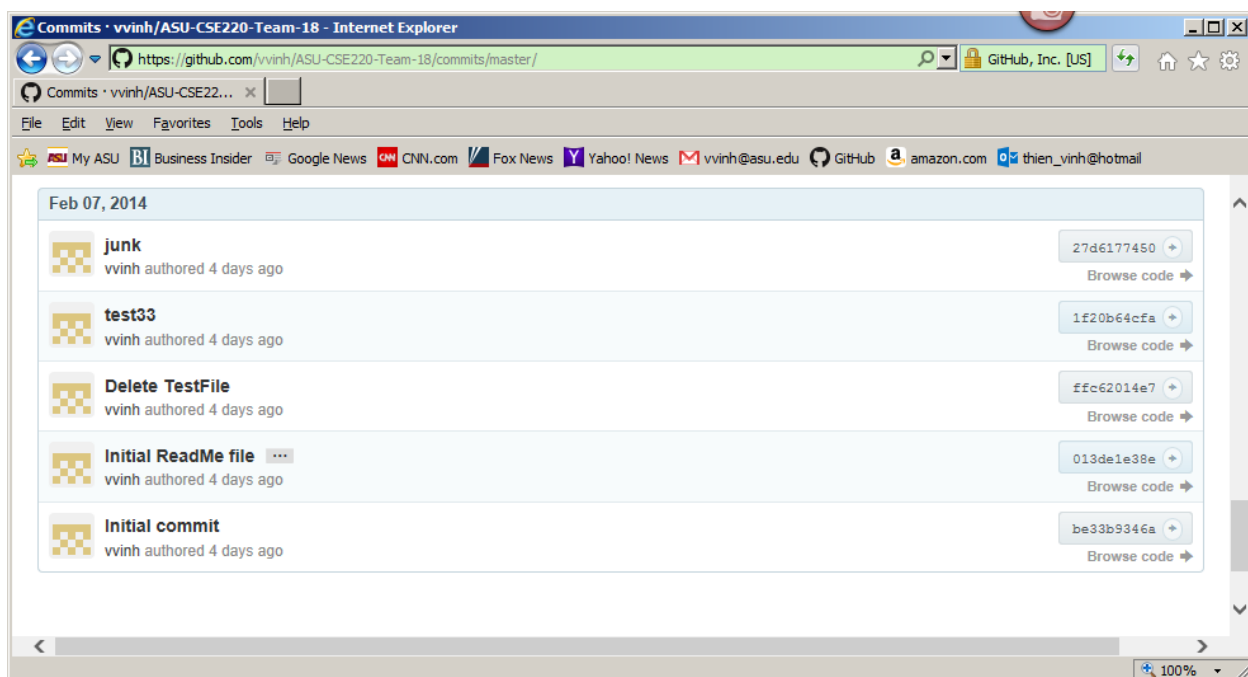 Commits · vvinh/ASU-CSE220-Team-18 - Internet Explorer
https://github.com/vvinh/ASU-CSE220-Team-18/commits/master/ GitHub, Inc. [US]
Commits · vvinh/ASU-CSE22...
File Edit View Favorites Tools Help
ASU My ASU BI Business Insider Google News CNN CNN.com Fox News Y Yahoo! News vvinh@asu.edu GitHub a amazon.com thien_vinh@hotmail
Feb 07, 2014
junk
27d6177450
vvinh authored 4 days ago
Browse code
test33
1f20b64cfa
vvinh authored 4 days ago
Browse code
Delete TestFile
ffc62014e7
vvinh authored 4 days ago
Browse code
Initial ReadMe file ...
013de1e38e
vvinh authored 4 days ago
Browse code
Initial commit
be33b9346a
vvinh authored 4 days ago
Browse code
100%